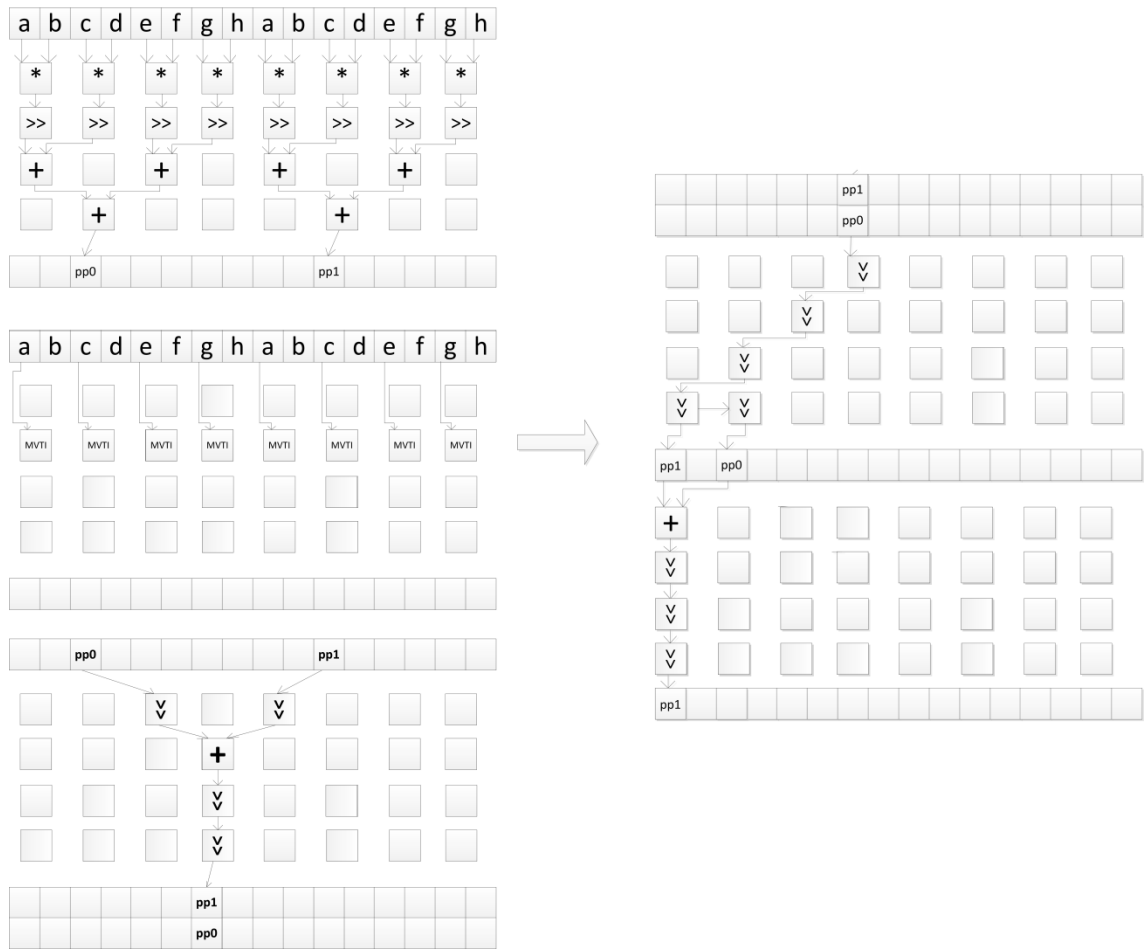 a b c d e f g h a b c d e f g h
* * * * * * * *
>> >> >> >> >> >> >> >>
+ + + +
+ +
pp0 pp1
a b c d e f g h a b c d e f g h
MVTI MVTI MVTI MVTI MVTI MVTI MVTI MVTI
pp0 pp1
>> >>
+
>>
>>
pp1
pp0
pp1
pp0
>>
>>
>>
>> >>
pp1 pp0
+
>>
>>
>>
pp1